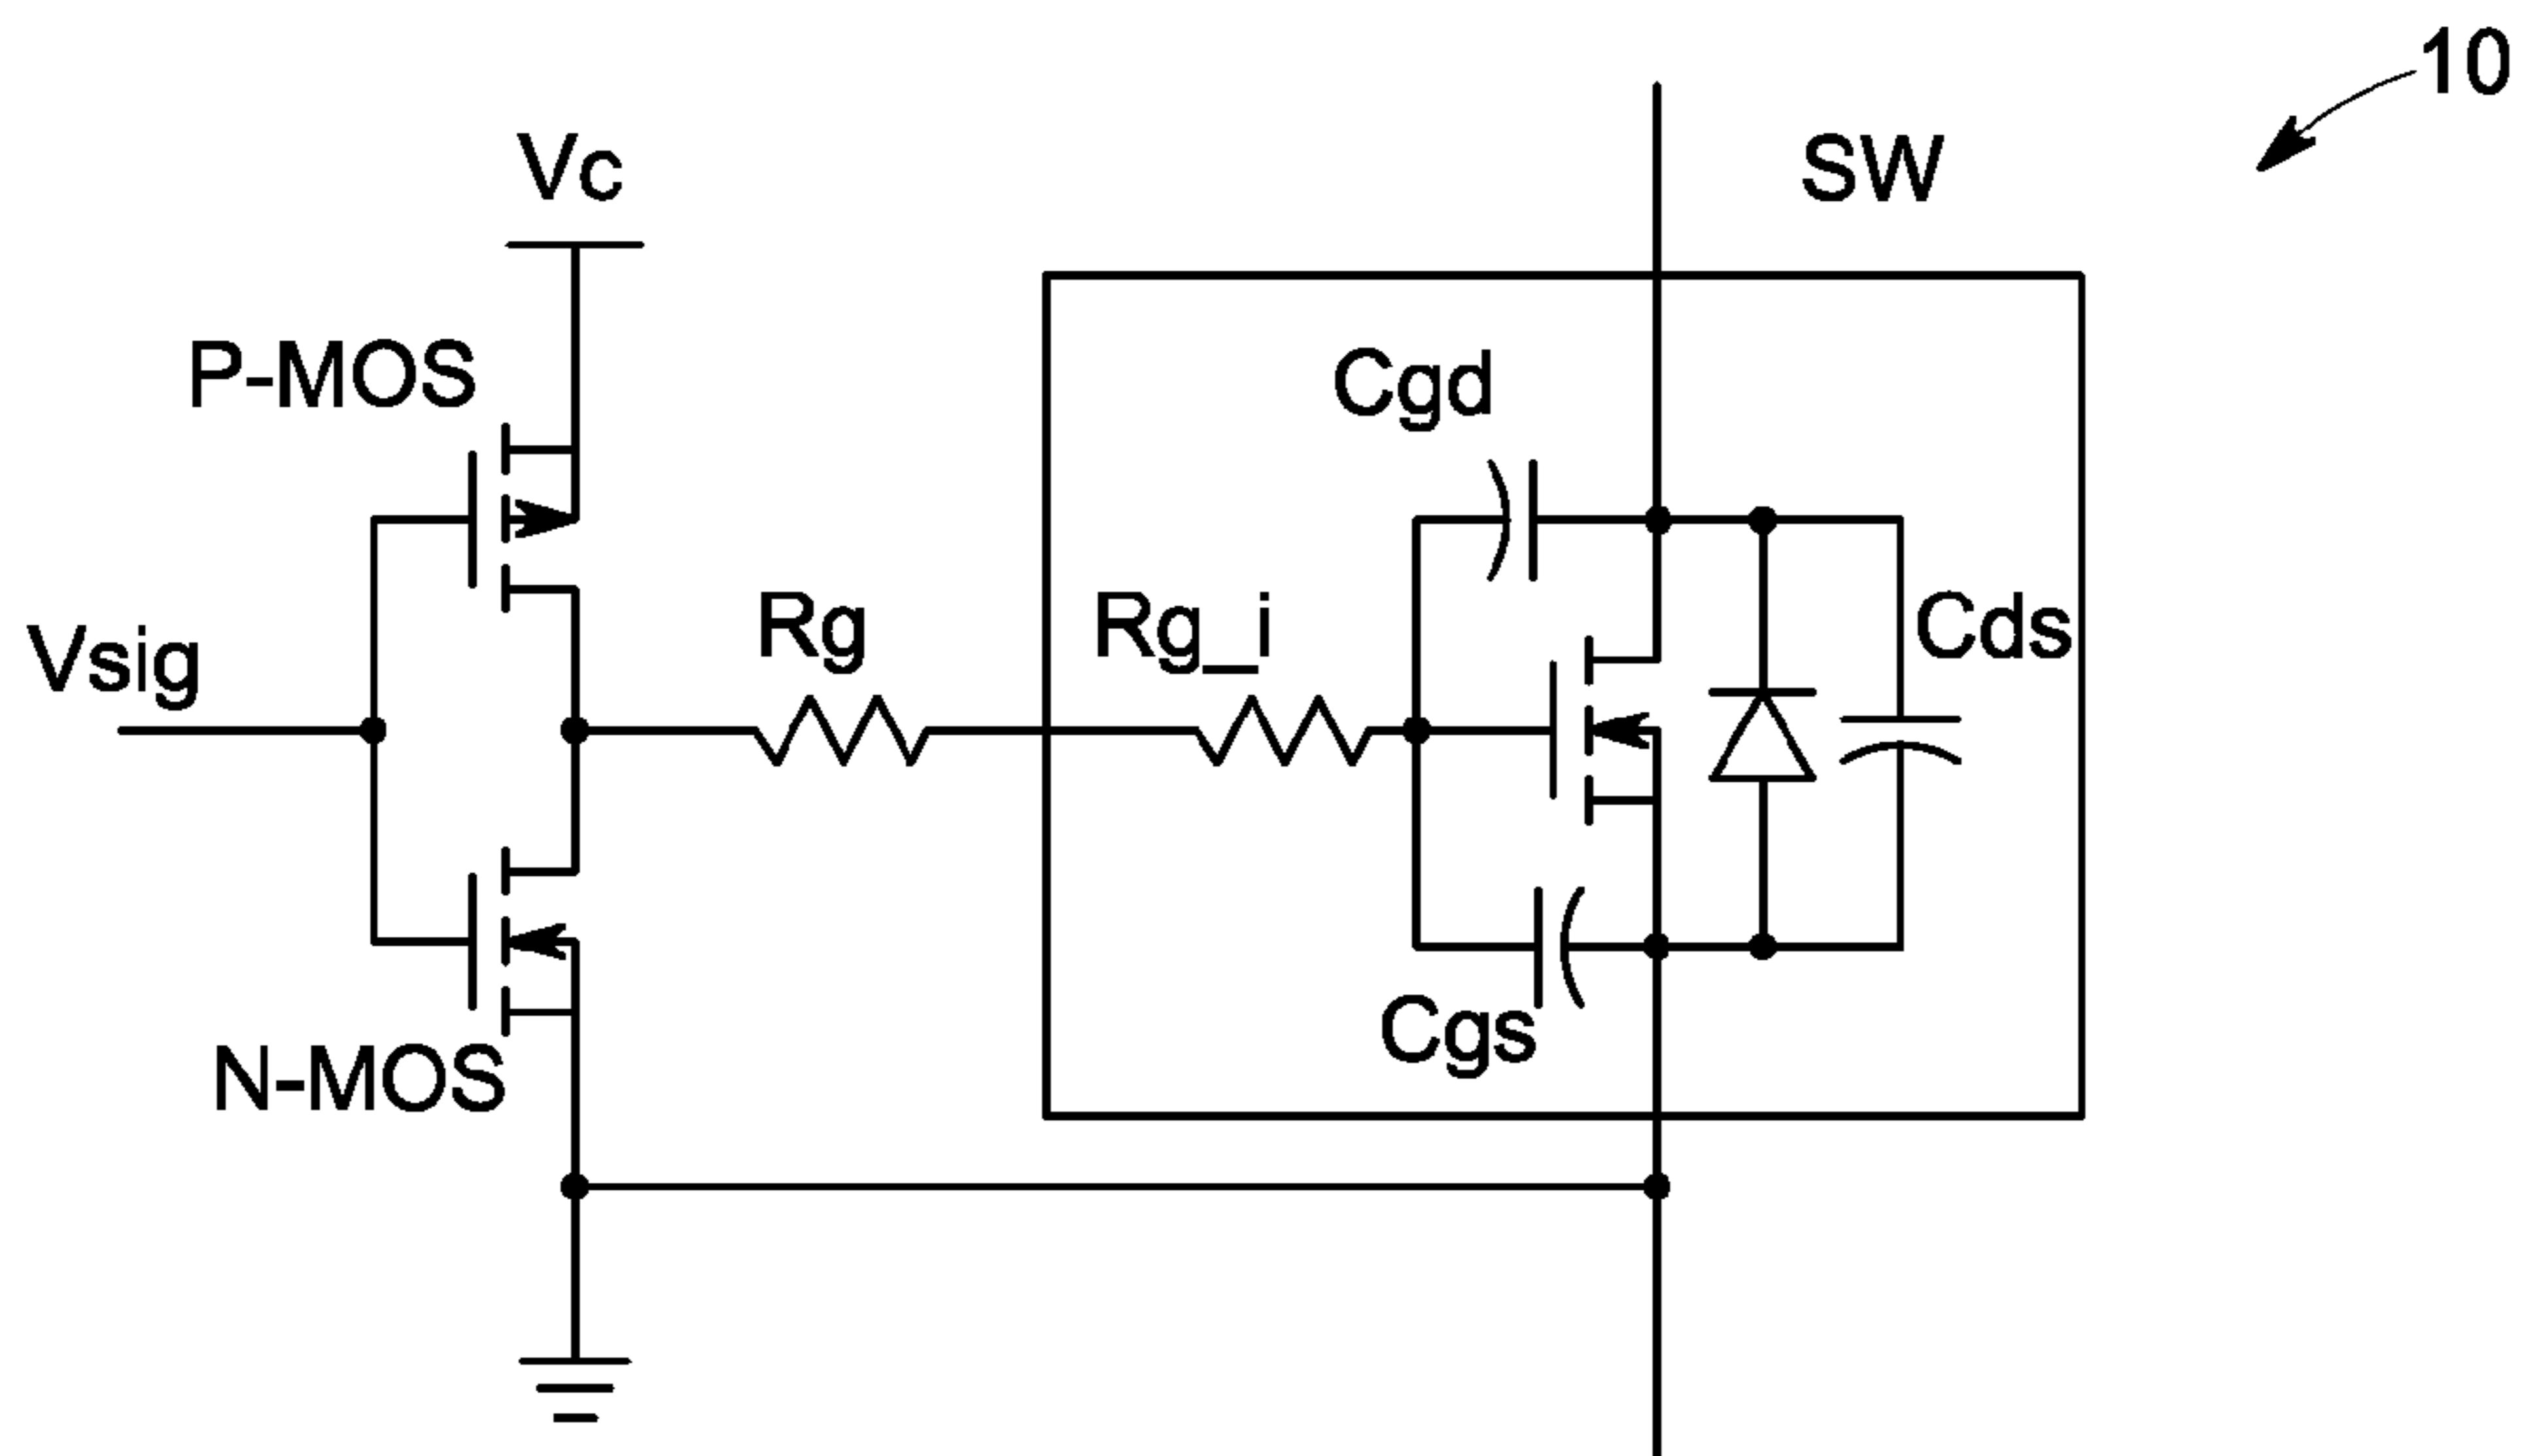 10
SW
Vc
P-MOS
Cgd
Vsig
Rg
Rg_i
Cds
Cgs
N-MOS